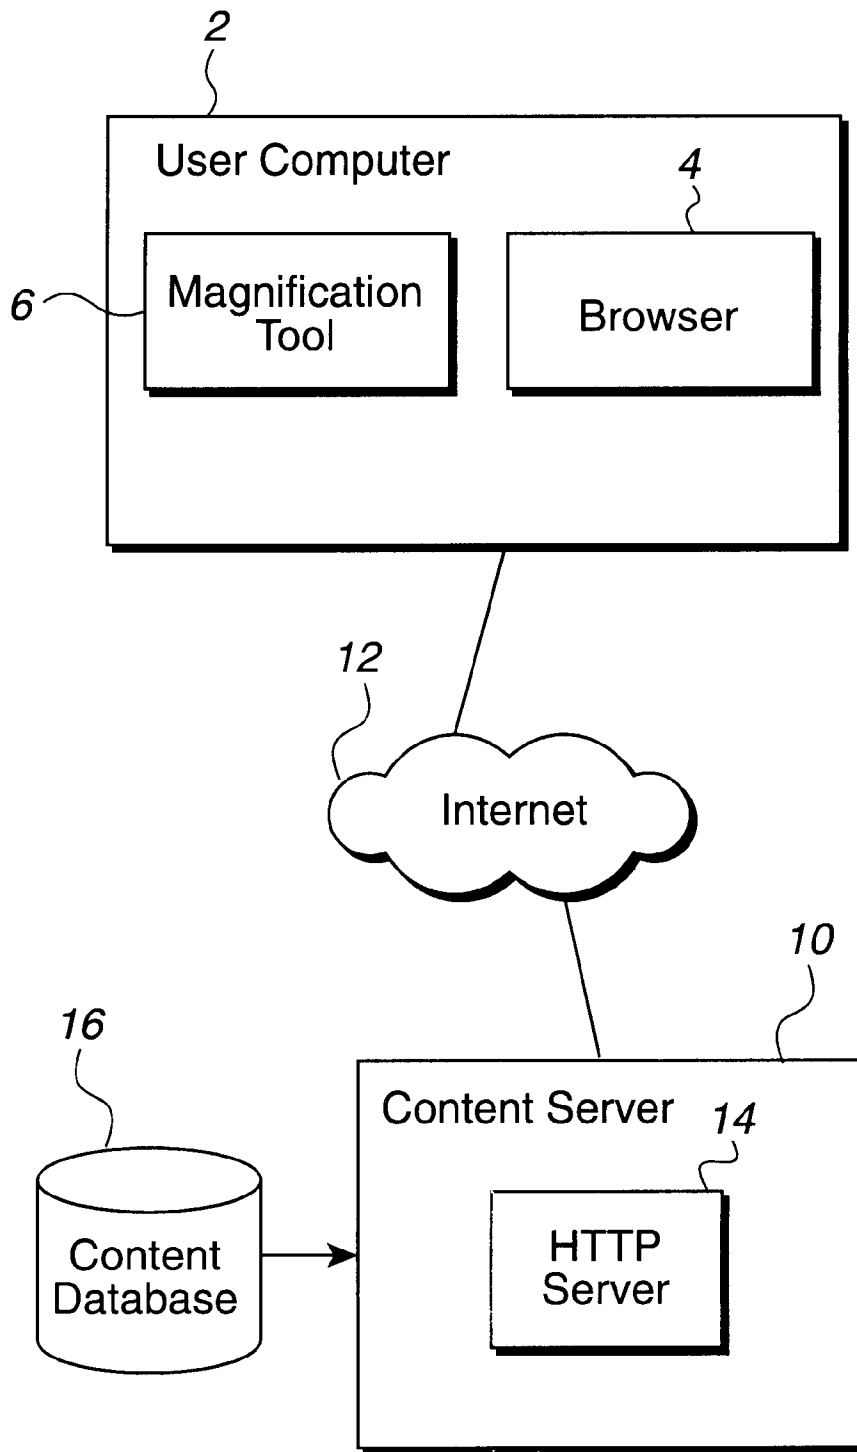 2
User Computer
4
6
Magnification
Tool
Browser
12
Internet
10
16
Content Server
14
Content
Database
HTTP
Server